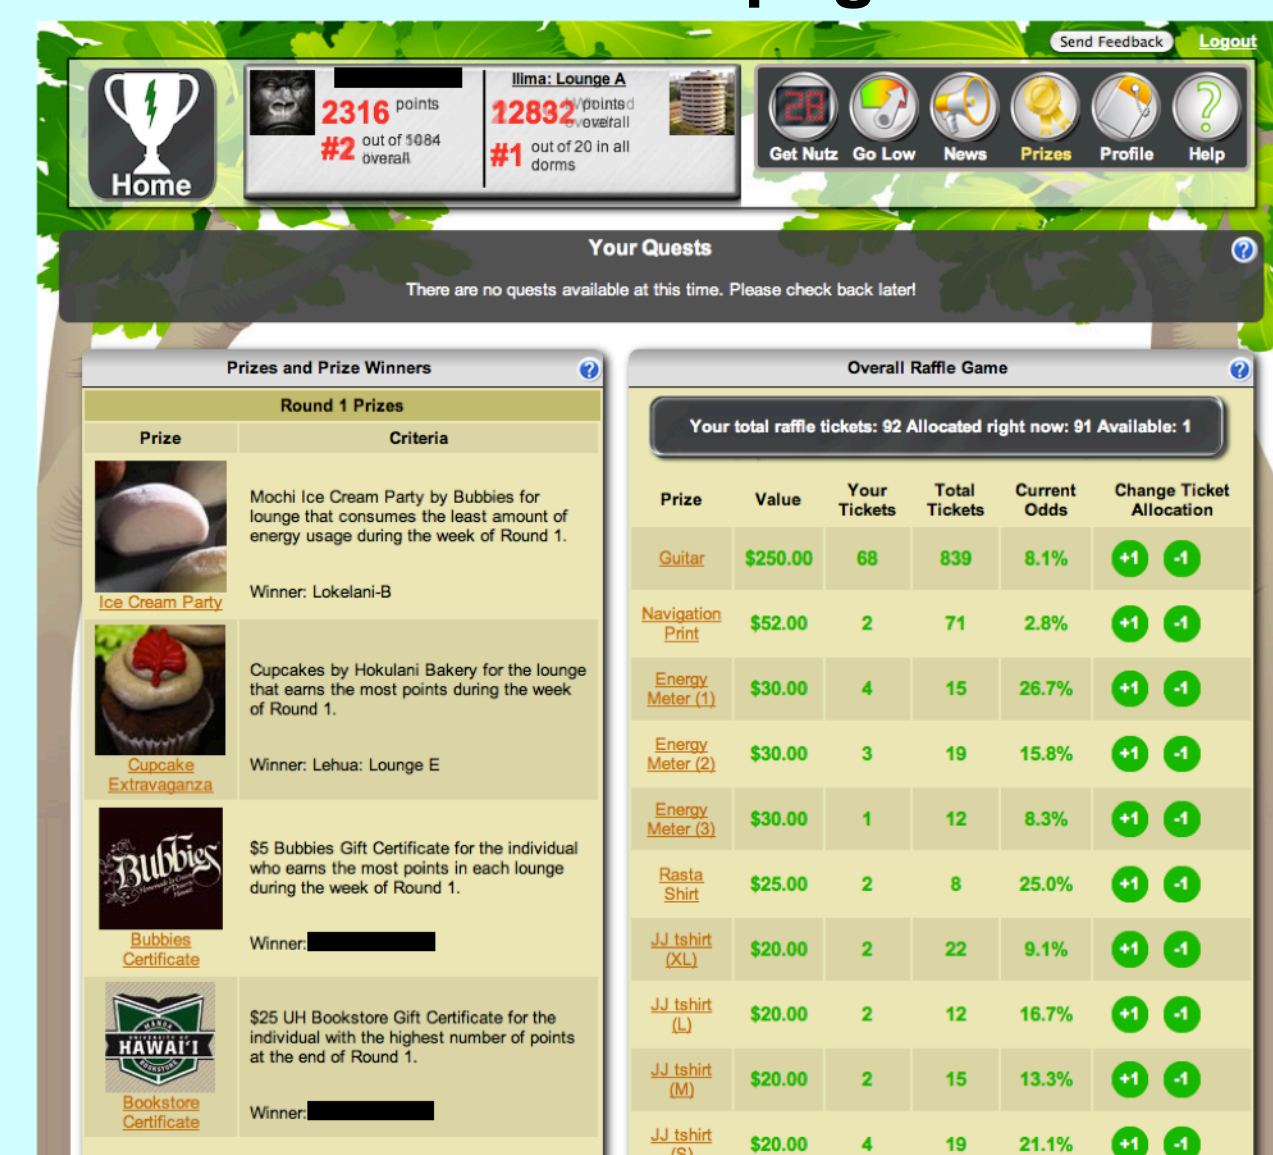 Send Feedback Logout
Home
2316 points
#2 out of 1084
overall
Ilima: Lounge A
12832 points
overall
#1 out of 20 in all
dorms
Get Nutz Go Low News Prizes Profile Help
Your Quests
There are no quests available at this time. Please check back later!
Prizes and Prize Winners
Round 1 Prizes
Prize Criteria
Mochi Ice Cream Party by Bubbies for
lounge that consumes the least amount of
energy usage during the week of Round 1.
Winner: Lokelani-B
Ice Cream Party
Cupcakes by Hokulani Bakery for the lounge
that earns the most points during the week
of Round 1.
Winner: Lehua: Lounge E
Cupcake
Extravaganza
Bubbies
$5 Bubbies Gift Certificate for the individual
who earns the most points in each lounge
during the week of Round 1.
Winner:
Bubbies
Certificate
MANOA
UNIVERSITY OF
HAWAI'I
BOOKSTORE
$25 UH Bookstore Gift Certificate for the
individual with the highest number of points
at the end of Round 1.
Winner:
Bookstore
Certificate
Overall Raffle Game
Your total raffle tickets: 92 Allocated right now: 91 Available: 1
Prize Value Your Tickets Total Tickets Current Odds Change Ticket Allocation
Guitar $250.00 68 839 8.1% +1 -1
Navigation Print $52.00 2 71 2.8% +1 -1
Energy Meter (1) $30.00 4 15 26.7% +1 -1
Energy Meter (2) $30.00 3 19 15.8% +1 -1
Energy Meter (3) $30.00 1 12 8.3% +1 -1
Rasta Shirt $25.00 2 8 25.0% +1 -1
JJ tshirt (XL) $20.00 2 22 9.1% +1 -1
JJ tshirt (L) $20.00 2 12 16.7% +1 -1
JJ tshirt (M) $20.00 2 15 13.3% +1 -1
JJ tshirt (S) $20.00 4 19 21.1% +1 -1